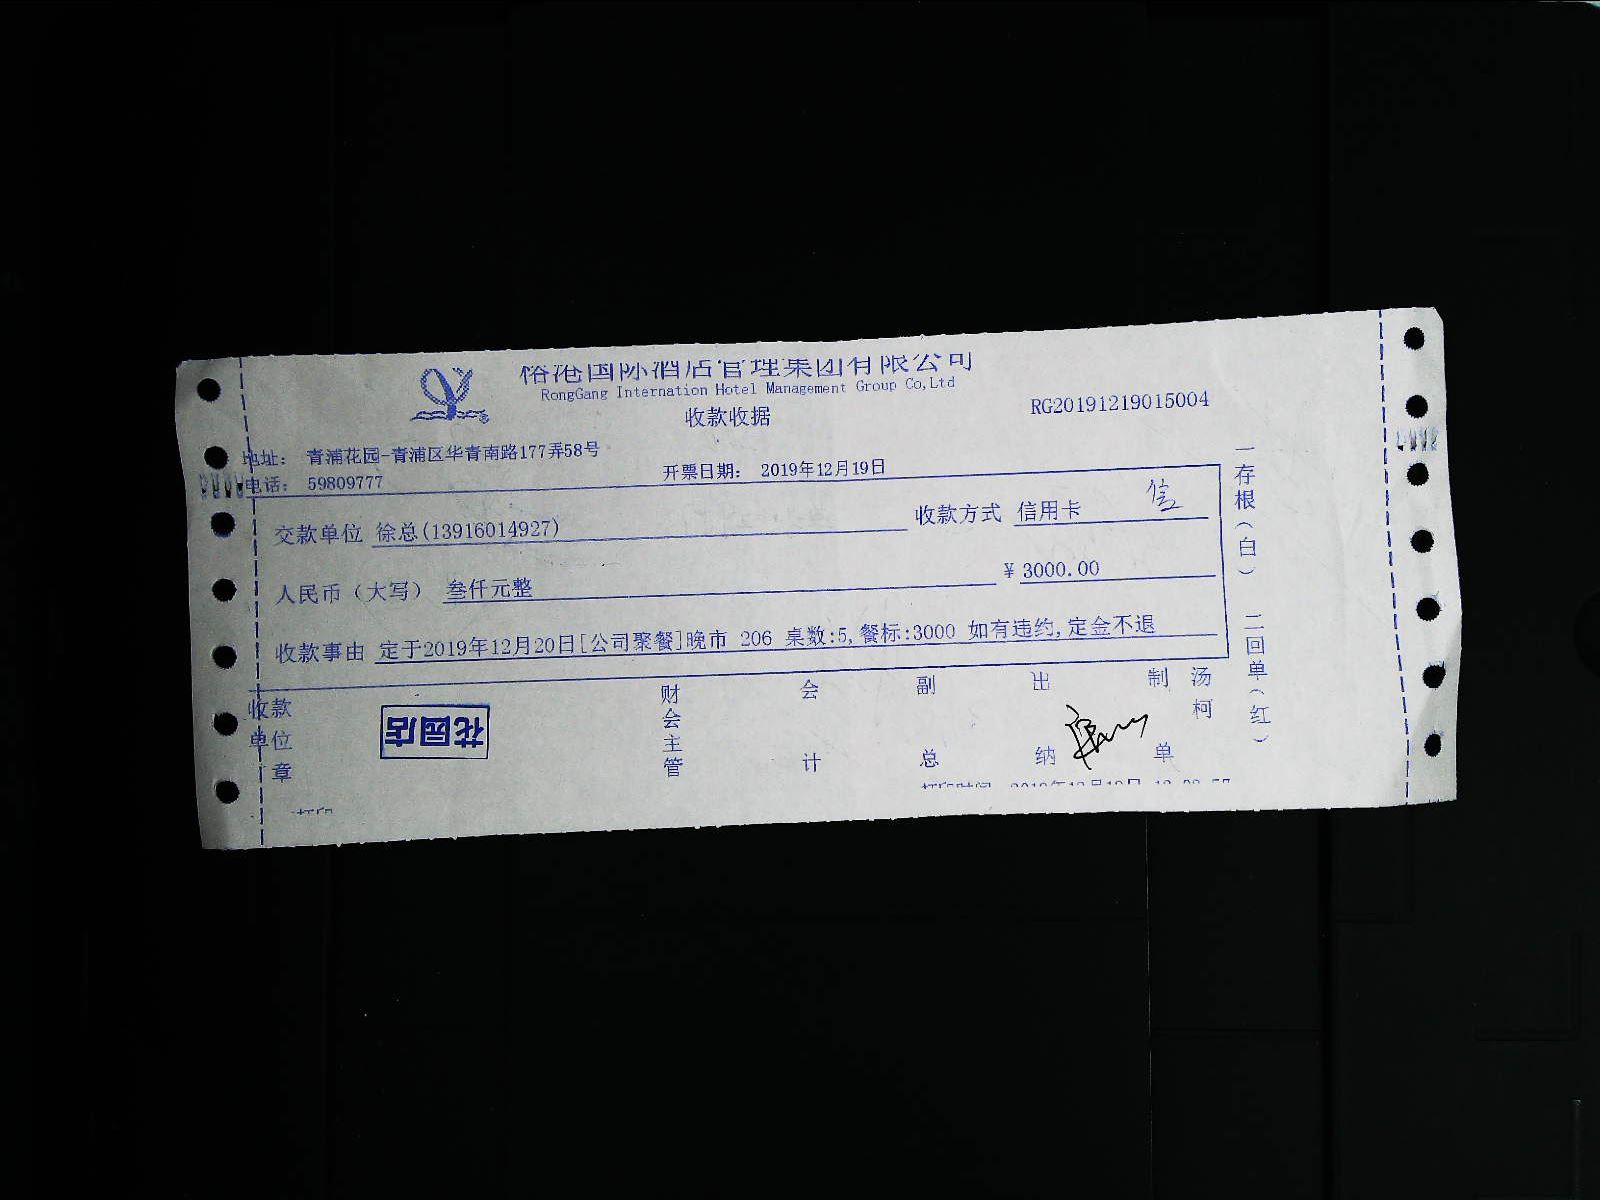 国际酒店管理集团有限公司
RongGang Internation Hotel Management Group Co,Ltd
收款收据
RG20191219015004
地址： 青浦花园-青浦区华青南路177弄58号
电话： 59809777
开票日期： 2019年12月19日
交款单位 徐总(13916014927)
收款方式 信用卡 信
人民币（大写） 叁仟元整
￥3000.00
收款事由 定于2019年12月20日[公司聚餐]晚市 206 桌数:5,餐标:3000 如有违约,定金不退
收款单位章
花园店
财会主管
会计
副总
出纳
制单
汤柯
一存根（白） 二回单（红）